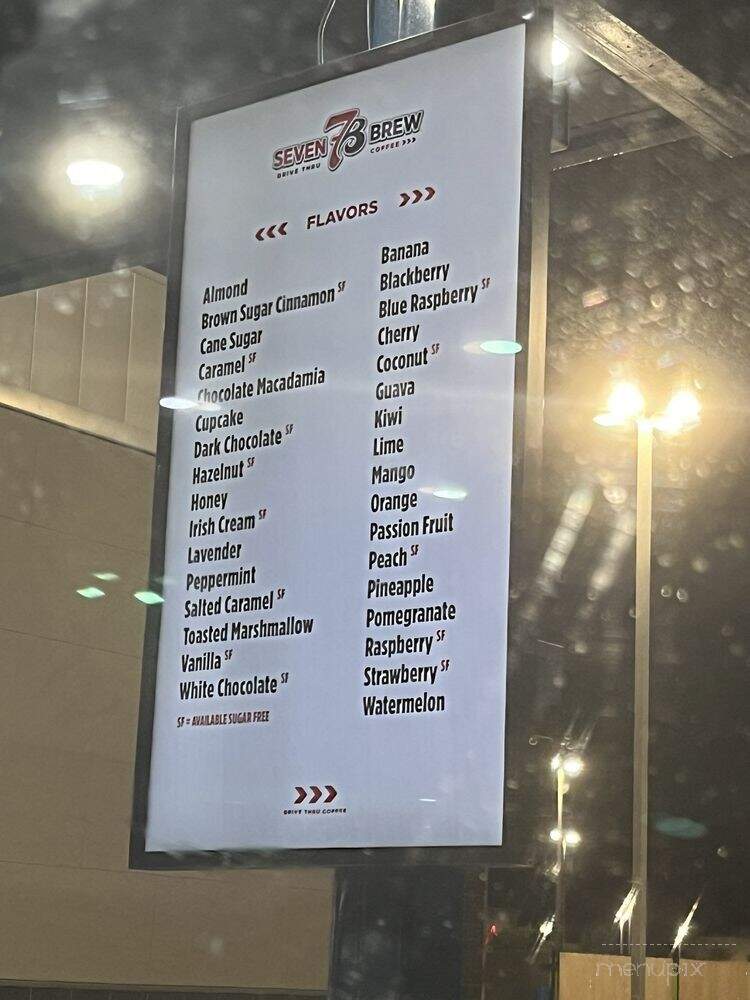 SEVEN 7B BREW
DRIVE THRU COFFEE >>>
<<< FLAVORS >>>
Almond
Brown Sugar Cinnamon SF
Cane Sugar
Caramel SF
Chocolate Macadamia
Cupcake
Dark Chocolate SF
Hazelnut SF
Honey
Irish Cream SF
Lavender
Peppermint
Salted Caramel SF
Toasted Marshmallow
Vanilla SF
White Chocolate SF
SF = AVAILABLE SUGAR FREE
Banana
Blackberry
Blue Raspberry SF
Cherry
Coconut SF
Guava
Kiwi
Lime
Mango
Orange
Passion Fruit
Peach SF
Pineapple
Pomegranate
Raspberry SF
Strawberry SF
Watermelon
>>>
DRIVE THRU COFFEE
menupix